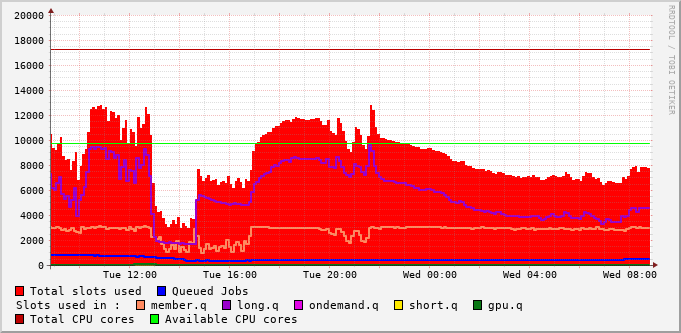 RRDTOOL / TOBI OETIKER
20000
18000
16000
14000
12000
10000
8000
6000
4000
2000
0
Tue 12:00 Tue 16:00 Tue 20:00 Wed 00:00 Wed 04:00 Wed 08:00
Total slots used Queued Jobs
Slots used in : member.q long.q ondemand.q short.q gpu.q
Total CPU cores Available CPU cores